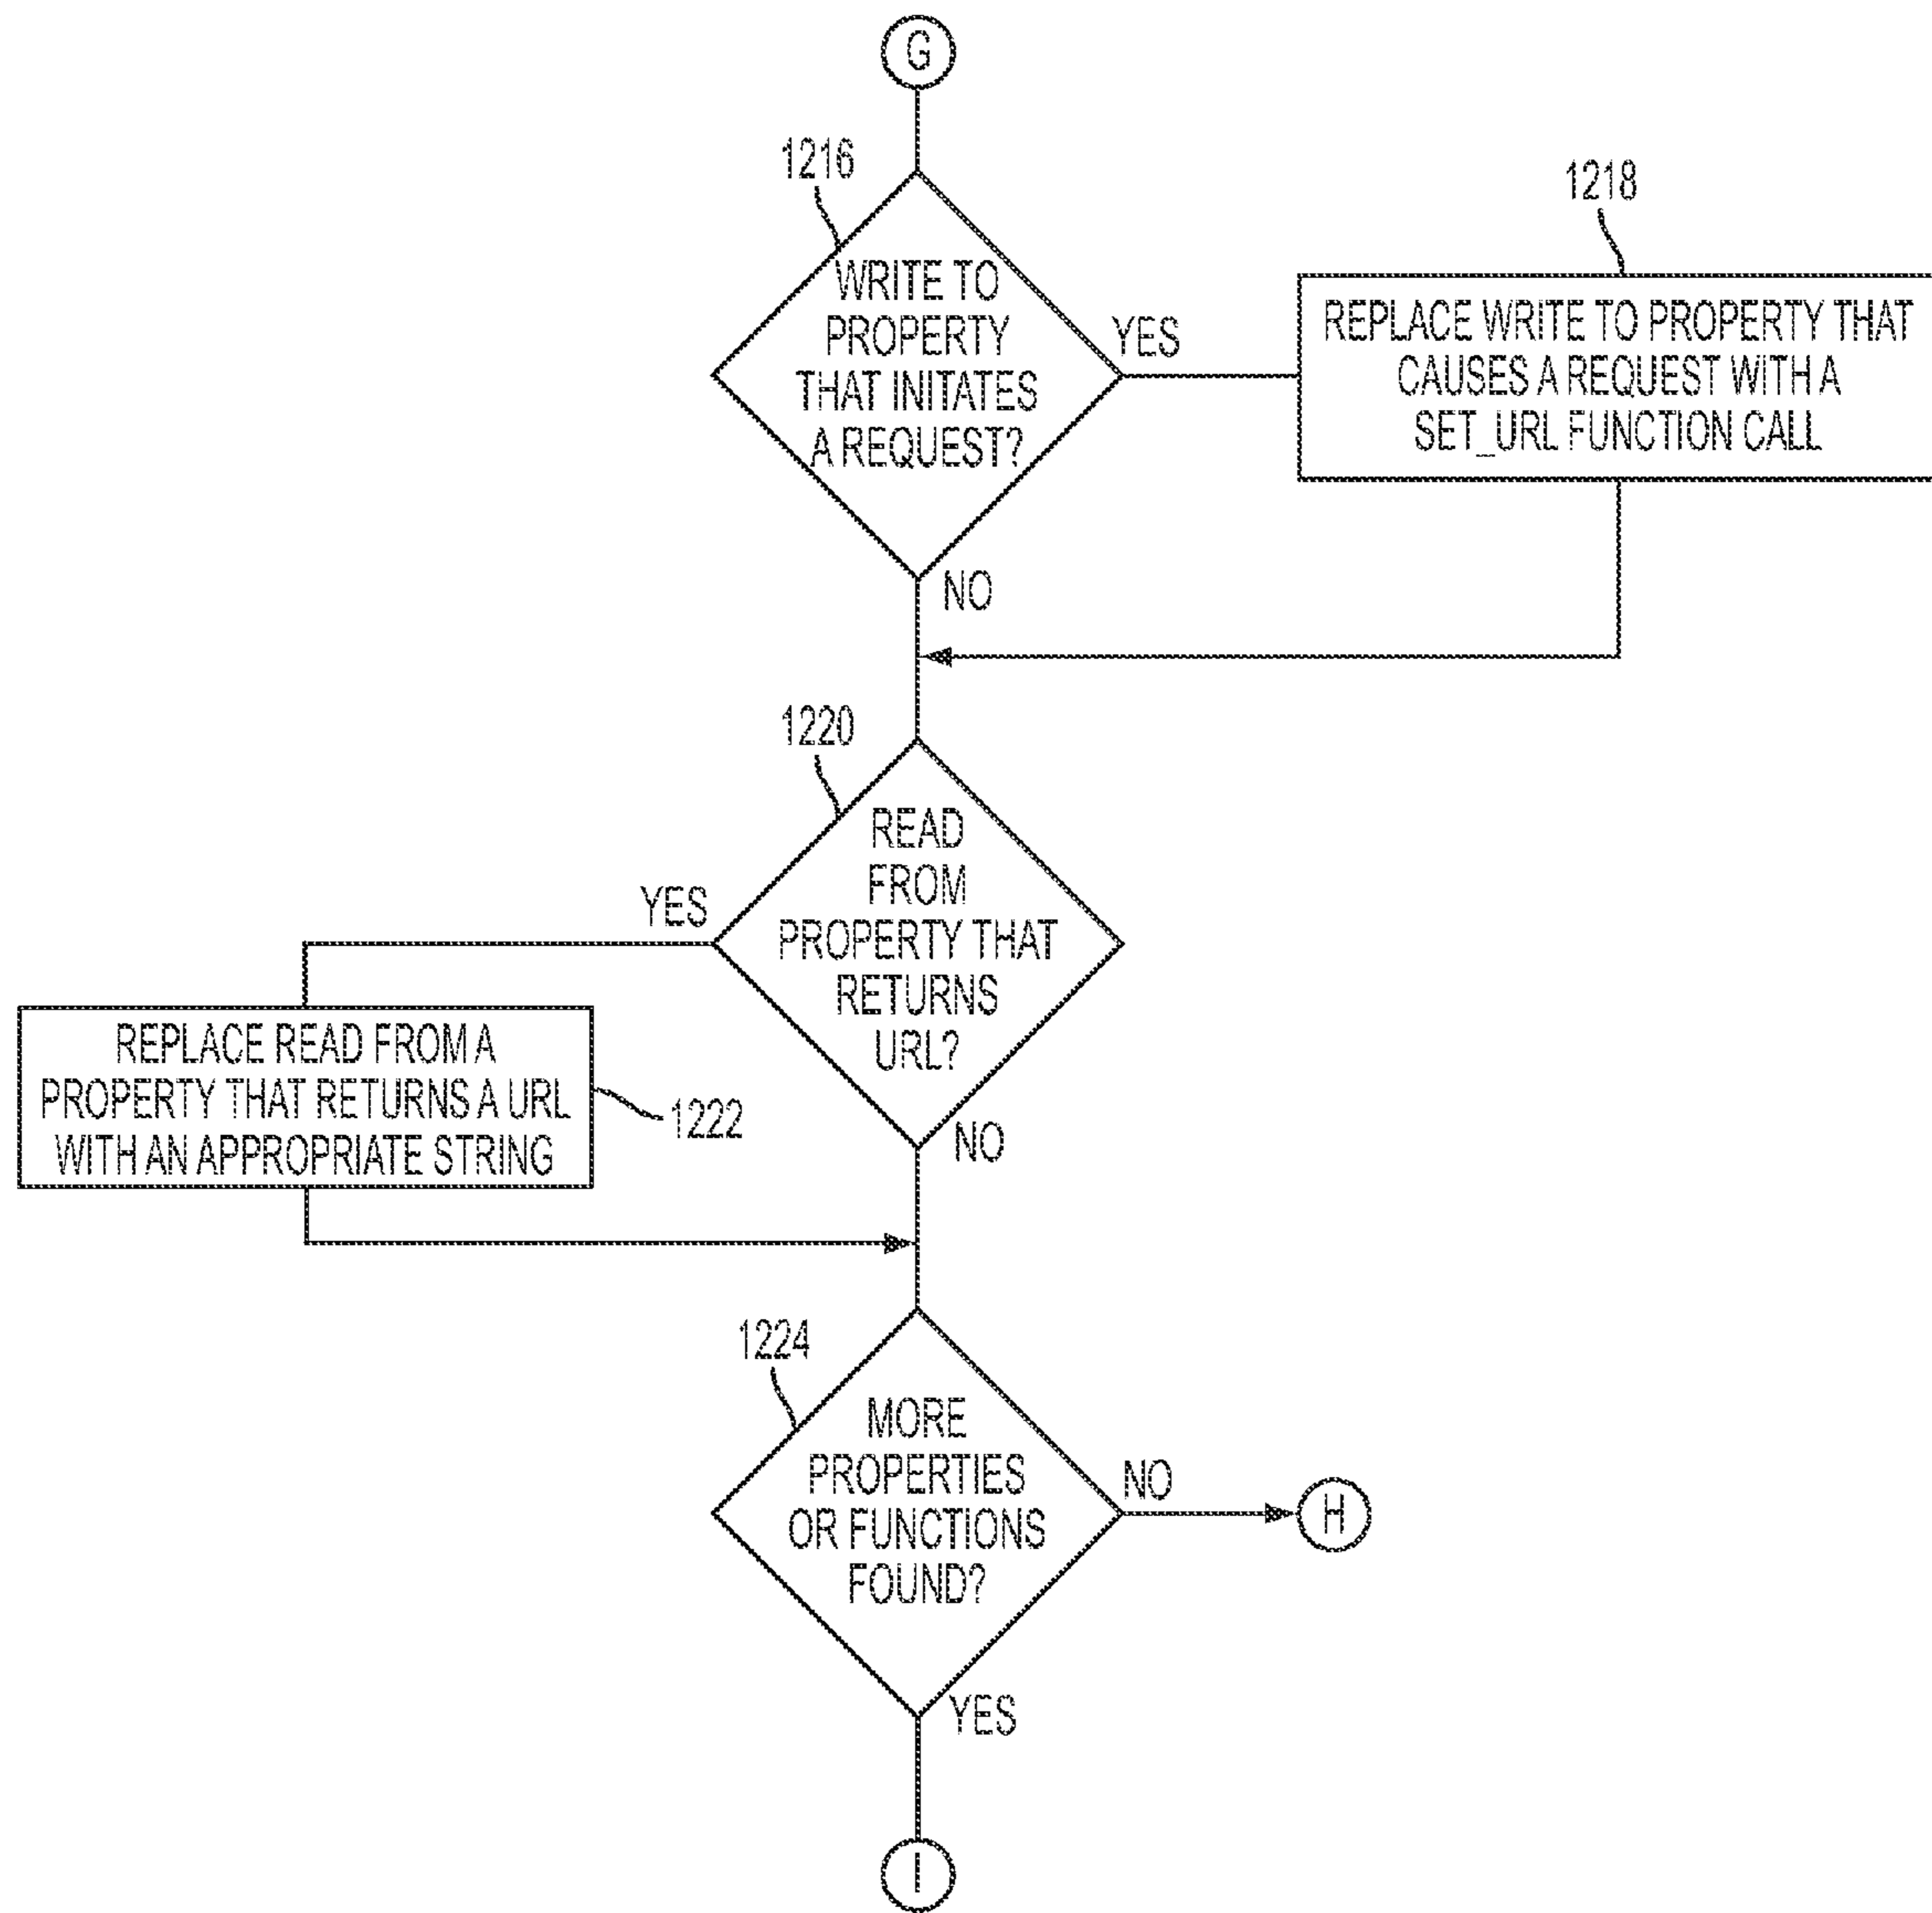 G
1216
WRITE TO
PROPERTY
THAT INITATES
A REQUEST?
YES
NO
1218
REPLACE WRITE TO PROPERTY THAT
CAUSES A REQUEST WITH A
SET_URL FUNCTION CALL
1220
READ
FROM
PROPERTY THAT
RETURNS
URL?
YES
NO
REPLACE READ FROM A
PROPERTY THAT RETURNS A URL
WITH AN APPROPRIATE STRING
1222
1224
MORE
PROPERTIES
OR FUNCTIONS
FOUND?
NO
H
YES
I